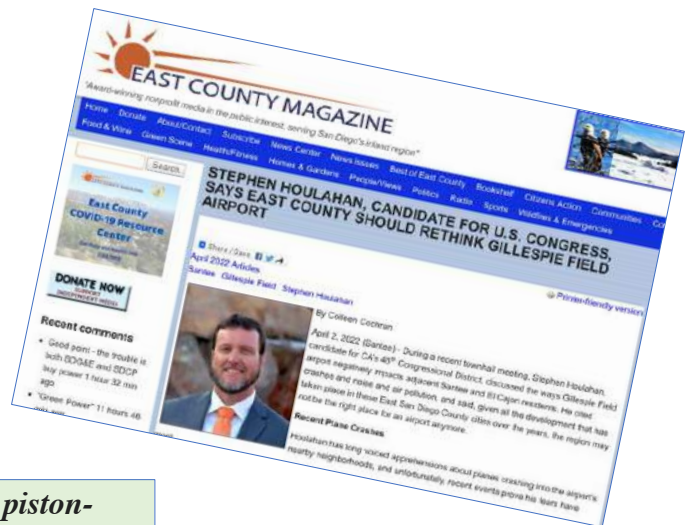 EAST COUNTY MAGAZINE
"Award-winning nonprofit media in the public interest, serving San Diego's inland region"
Home Donate About/Contact Subscribe News Center News Issues Best of East County Bookshelf Citizens Action Communities
Food & Wine Green Scene Health/Fitness Homes & Gardens People/Views Politics Radio Sports Wildfires & Emergencies
Search
East County
COVID-19 Resource
Center
DONATE NOW
SUPPORT
INDEPENDENT MEDIA
Recent comments
Good point - the trouble is
both SDG&E and SDCP
buy power 1 hour 32 min
ago
"Green Power" 11 hours 46
STEPHEN HOULAHAN, CANDIDATE FOR U.S. CONGRESS,
SAYS EAST COUNTY SHOULD RETHINK GILLESPIE FIELD
AIRPORT
Share / Save
Printer-friendly version
April 2022 Articles
Santee Gillespie Field Stephen Houlahan
By Colleen Cochran
April 2, 2022 (Santee) - During a recent townhall meeting, Stephen Houlahan,
candidate for CA's 48th Congressional District, discussed the ways Gillespie Field
airport negatively impacts adjacent Santee and El Cajon residents. He cited
crashes and noise and air pollution, and said, given all the development that has
taken place in these East San Diego County cities over the years, the region may
not be the right place for an airport anymore.
Recent Plane Crashes
Houlahan has long voiced apprehensions about planes crashing into the airport's
nearby neighborhoods, and unfortunately, recent events prove his fears have
piston-